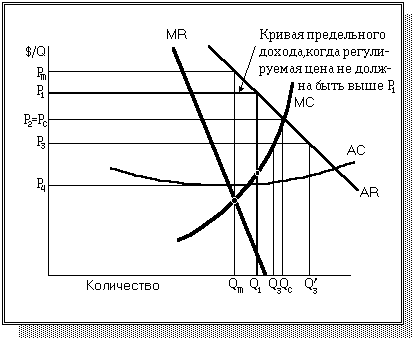 MR
Кривая предельного
дохода,когда регули-
руемая цена не долж-
на быть выше P₁
$/Q
Pm
P₁
P₂=Pc
P₃
P₄
MC
AC
AR
Количество
Qm Q₁ Q₃ Qc Q₃′